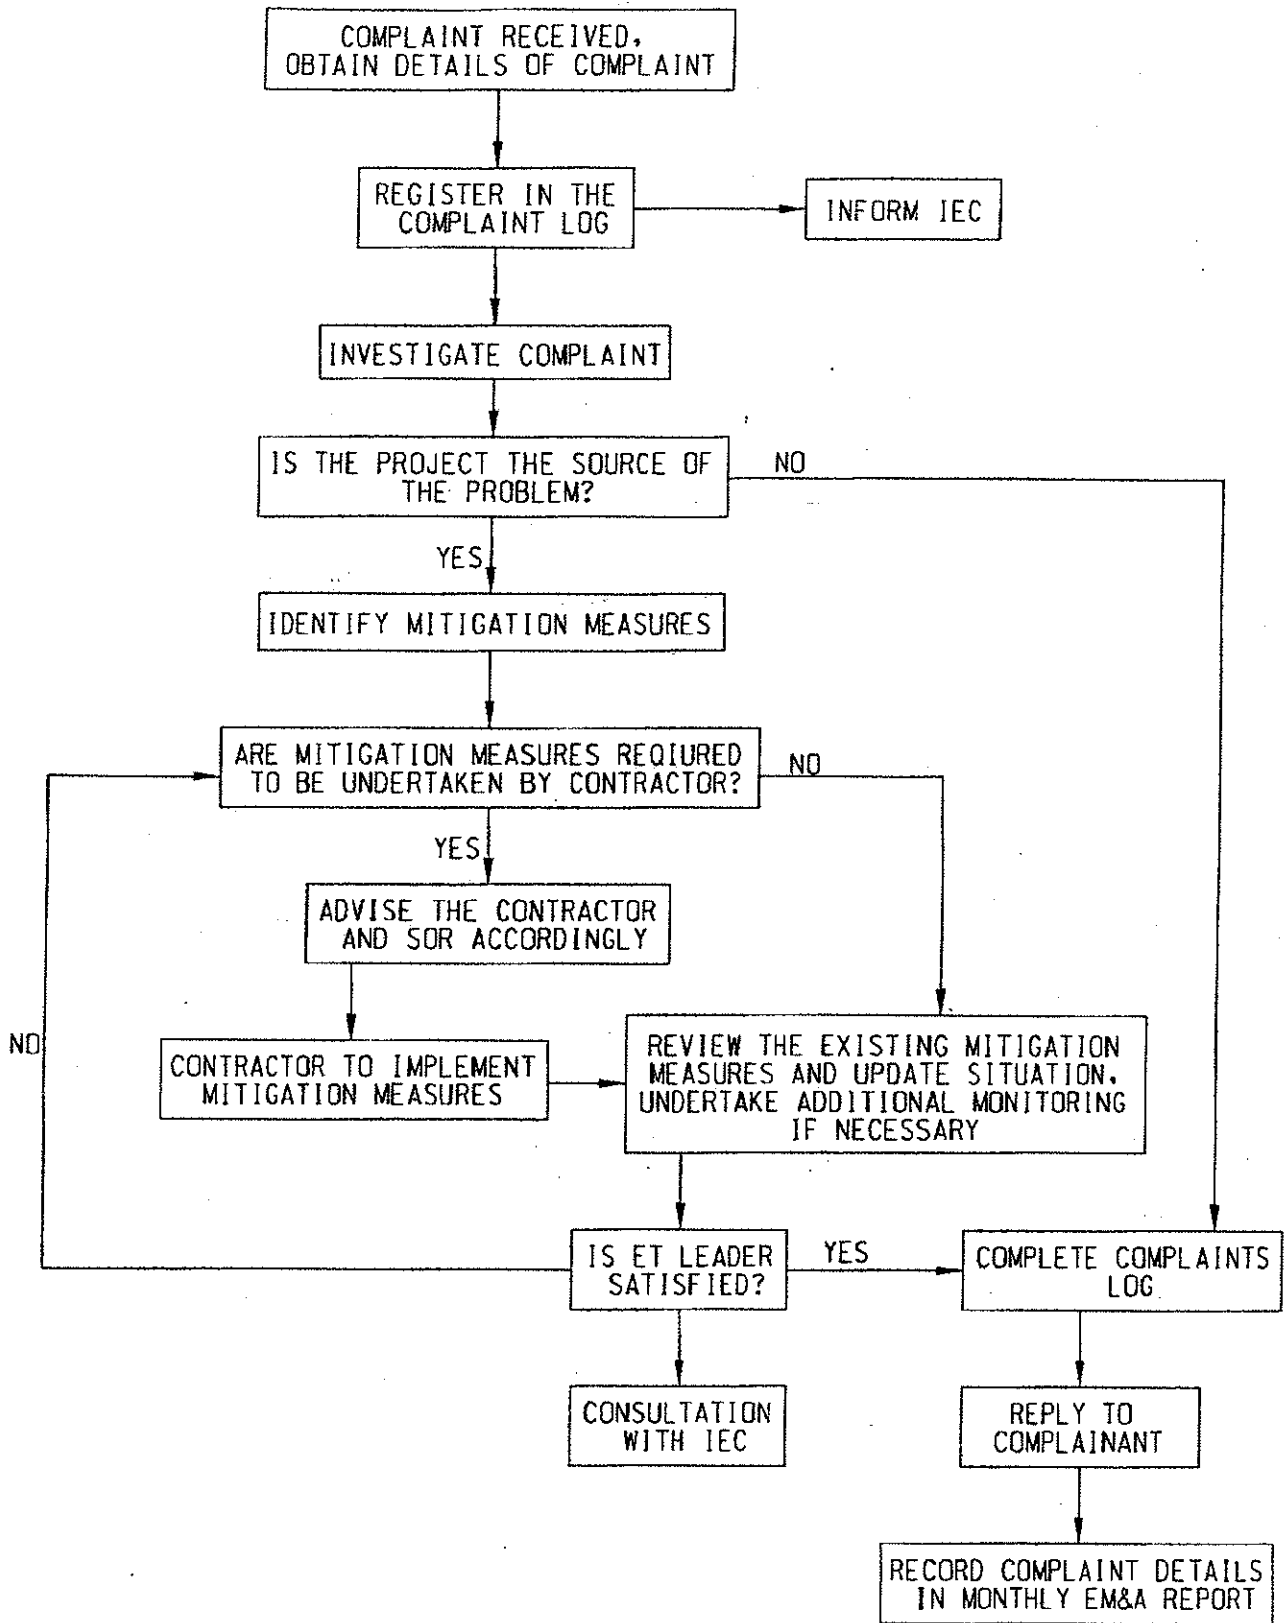 COMPLAINT RECEIVED,
OBTAIN DETAILS OF COMPLAINT
REGISTER IN THE
COMPLAINT LOG
INFORM IEC
INVESTIGATE COMPLAINT
IS THE PROJECT THE SOURCE OF
THE PROBLEM?
NO
YES
IDENTIFY MITIGATION MEASURES
ARE MITIGATION MEASURES REQIURED
TO BE UNDERTAKEN BY CONTRACTOR?
NO
YES
ADVISE THE CONTRACTOR
AND SOR ACCORDINGLY
NO
CONTRACTOR TO IMPLEMENT
MITIGATION MEASURES
REVIEW THE EXISTING MITIGATION
MEASURES AND UPDATE SITUATION.
UNDERTAKE ADDITIONAL MONITORING
IF NECESSARY
IS ET LEADER
SATISFIED?
YES
COMPLETE COMPLAINTS
LOG
CONSULTATION
WITH IEC
REPLY TO
COMPLAINANT
RECORD COMPLAINT DETAILS
IN MONTHLY EM&A REPORT